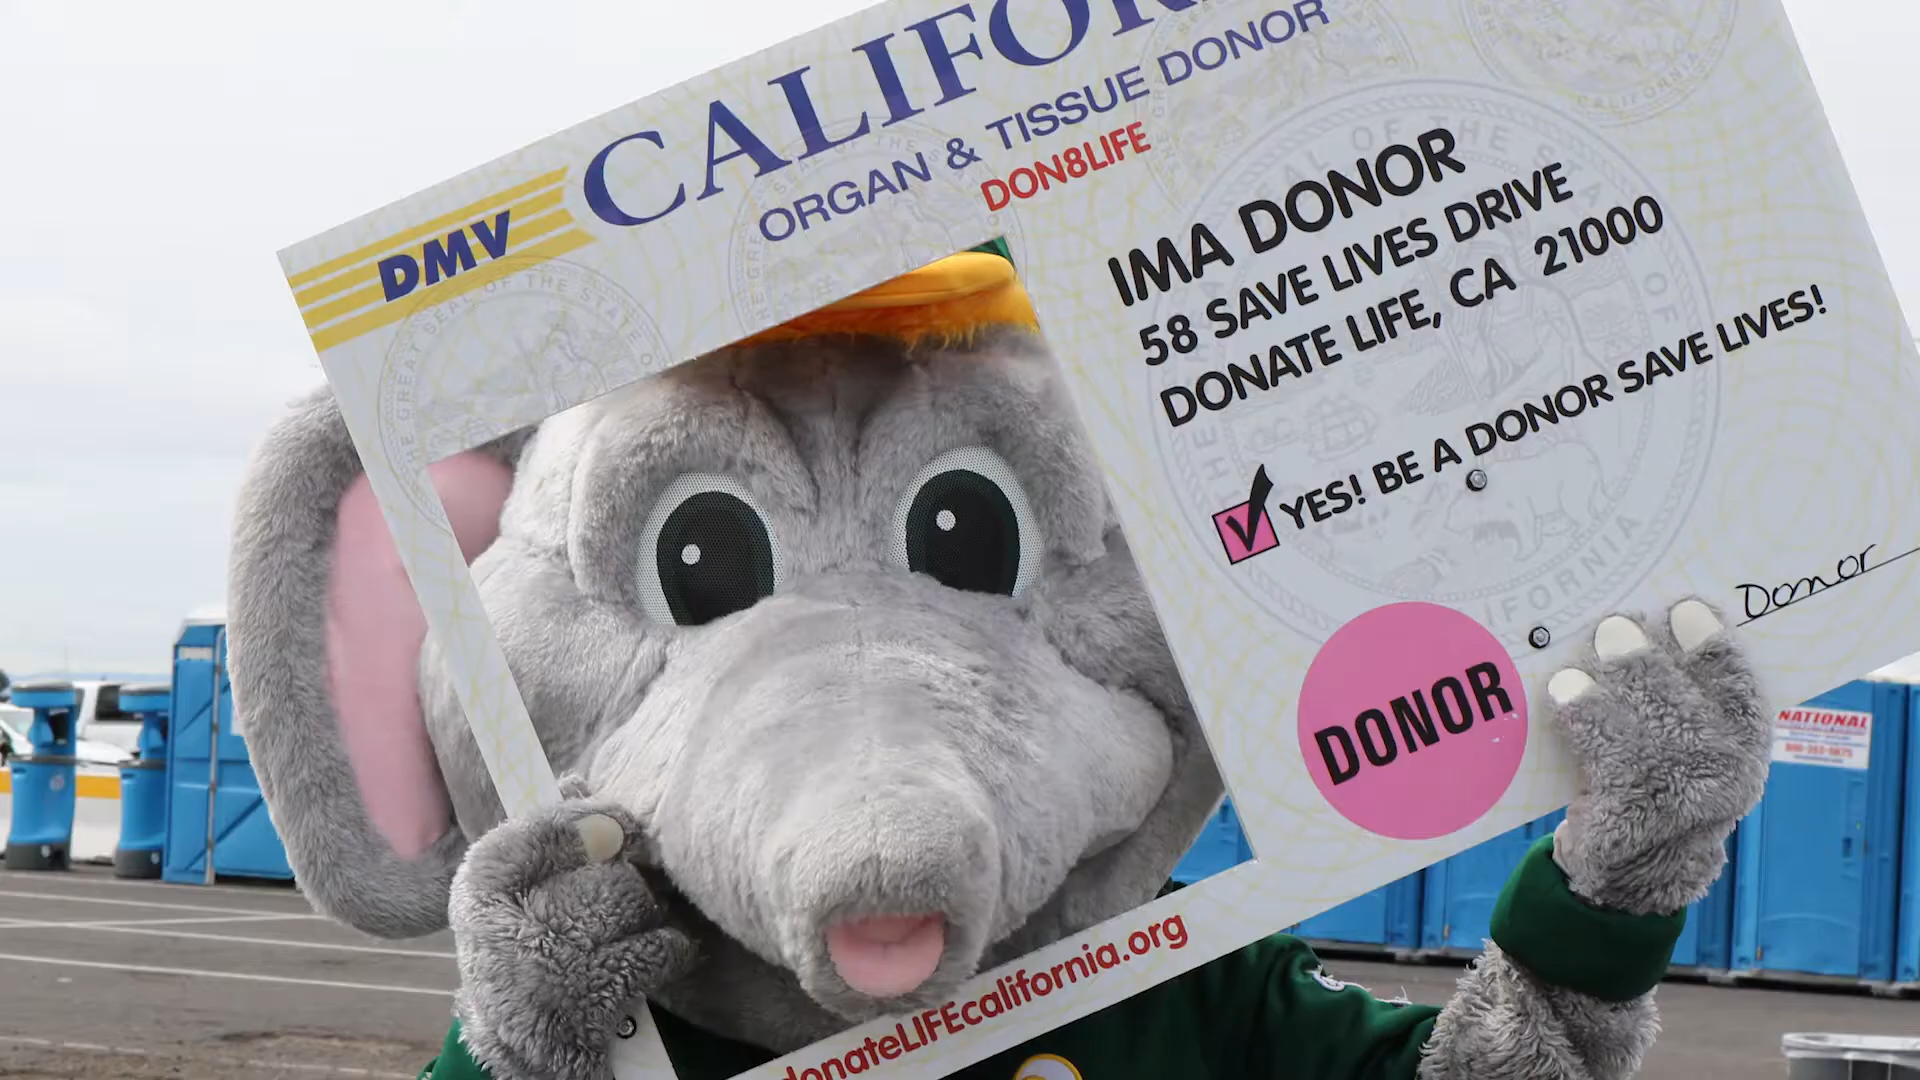 CALIFOR
DMV
ORGAN & TISSUE DONOR
DON8LIFE
IMA DONOR
58 SAVE LIVES DRIVE
DONATE LIFE, CA 21000
YES! BE A DONOR SAVE LIVES!
Donor
DONOR
donateLIFEcalifornia.org
NATIONAL